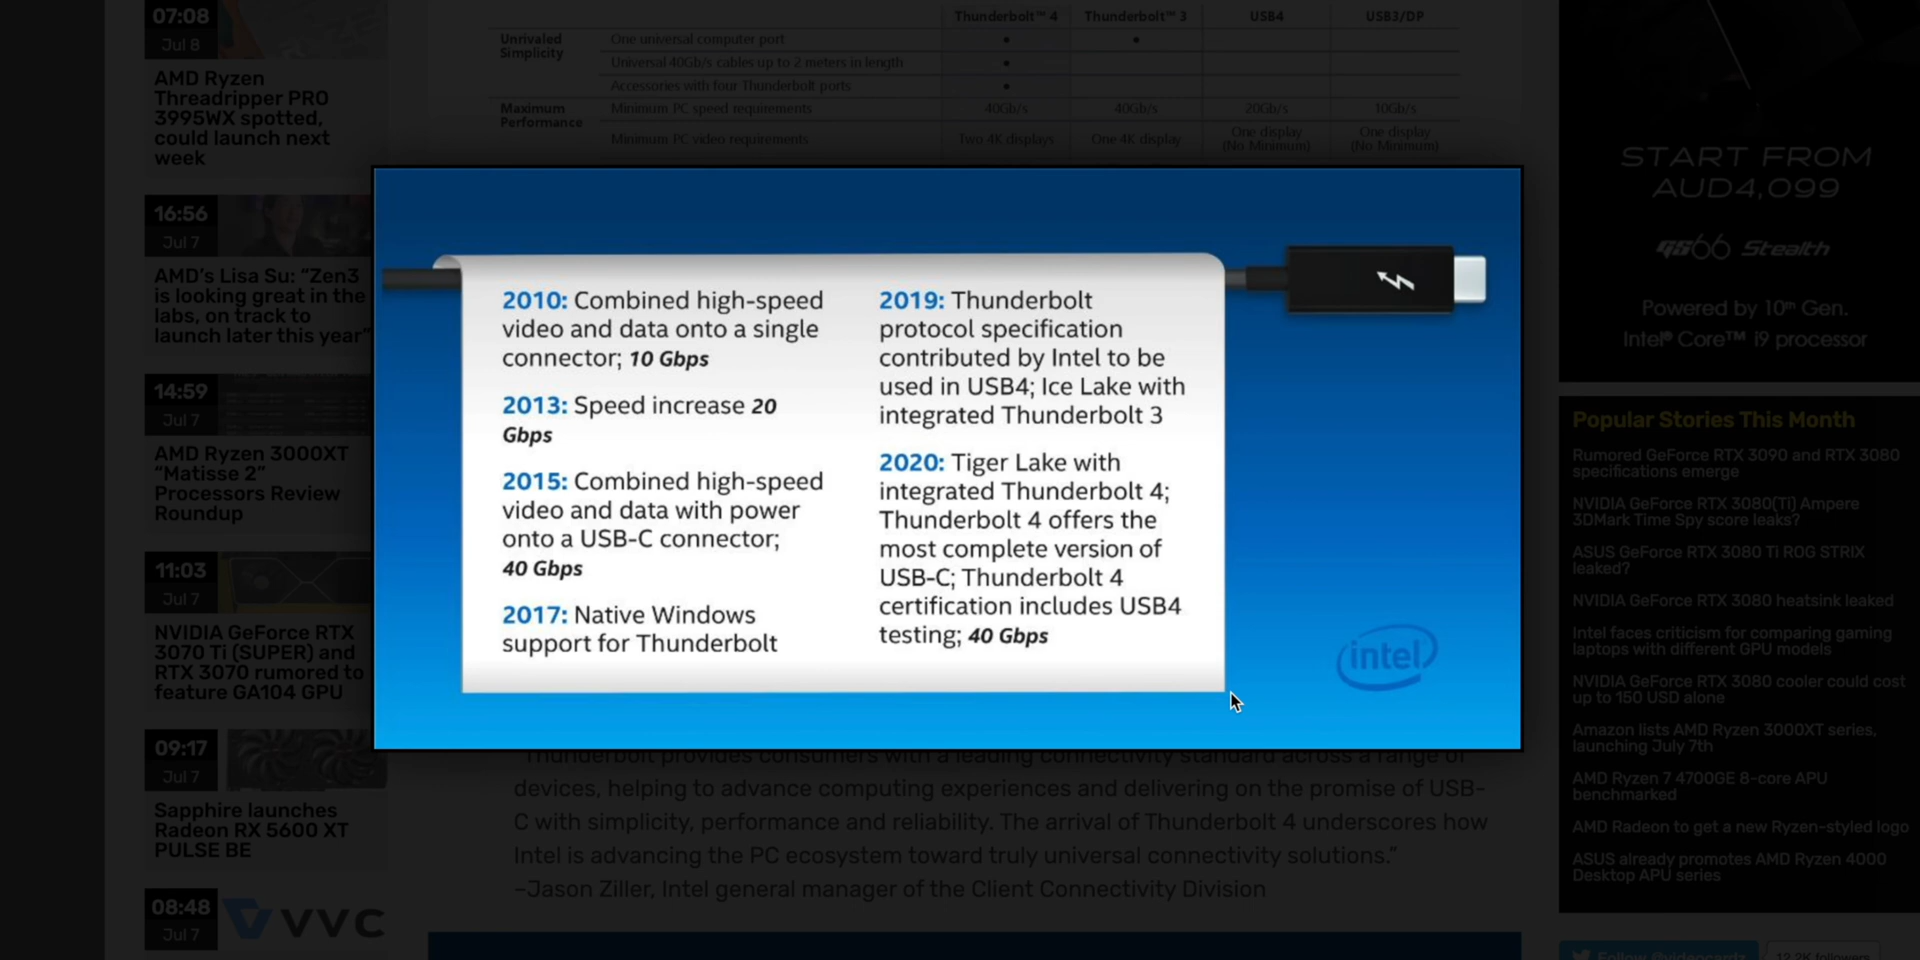 07:08
Jul 8
AMD Ryzen
Threadripper PRO
3995WX spotted,
could launch next
week
16:56
Jul 7
AMD's Lisa Su: "Zen3
is looking great in the
labs, on track to
launch later this year"
14:59
Jul 7
AMD Ryzen 3000XT
"Matisse 2"
Processors Review
Roundup
11:03
Jul 7
NVIDIA GeForce RTX
3070 Ti (SUPER) and
RTX 3070 rumored to
feature GA104 GPU
09:17
Jul 7
Sapphire launches
Radeon RX 5600 XT
PULSE BE
08:48
Jul 7
VVC
Thunderbolt™ 4 Thunderbolt™ 3 USB4 USB3/DP
Unrivaled
Simplicity
One universal computer port • •
Universal 40Gb/s cables up to 2 meters in length •
Accessories with four Thunderbolt ports •
Maximum
Performance
Minimum PC speed requirements 40Gb/s 40Gb/s 20Gb/s 10Gb/s
Minimum PC video requirements Two 4K displays One 4K display One display
(No Minimum) One display
(No Minimum)
2010: Combined high-speed
video and data onto a single
connector; 10 Gbps
2013: Speed increase 20
Gbps
2015: Combined high-speed
video and data with power
onto a USB-C connector;
40 Gbps
2017: Native Windows
support for Thunderbolt
2019: Thunderbolt
protocol specification
contributed by Intel to be
used in USB4; Ice Lake with
integrated Thunderbolt 3
2020: Tiger Lake with
integrated Thunderbolt 4;
Thunderbolt 4 offers the
most complete version of
USB-C; Thunderbolt 4
certification includes USB4
testing; 40 Gbps
intel
"Thunderbolt provides consumers with a leading connectivity standard across a range of
devices, helping to advance computing experiences and delivering on the promise of USB-
C with simplicity, performance and reliability. The arrival of Thunderbolt 4 underscores how
Intel is advancing the PC ecosystem toward truly universal connectivity solutions."
–Jason Ziller, Intel general manager of the Client Connectivity Division
START FROM
AUD4,099
GS66 Stealth
Powered by 10th Gen.
Intel® Core™ i9 processor
Popular Stories This Month
Rumored GeForce RTX 3090 and RTX 3080
specifications emerge
NVIDIA GeForce RTX 3080(Ti) Ampere
3DMark Time Spy score leaks?
ASUS GeForce RTX 3080 Ti ROG STRIX
leaked?
NVIDIA GeForce RTX 3080 heatsink leaked
Intel faces criticism for comparing gaming
laptops with different GPU models
NVIDIA GeForce RTX 3080 cooler could cost
up to 150 USD alone
Amazon lists AMD Ryzen 3000XT series,
launching July 7th
AMD Ryzen 7 4700GE 8-core APU
benchmarked
AMD Radeon to get a new Ryzen-styled logo
ASUS already promotes AMD Ryzen 4000
Desktop APU series
Follow @videocardz
12.2K followers